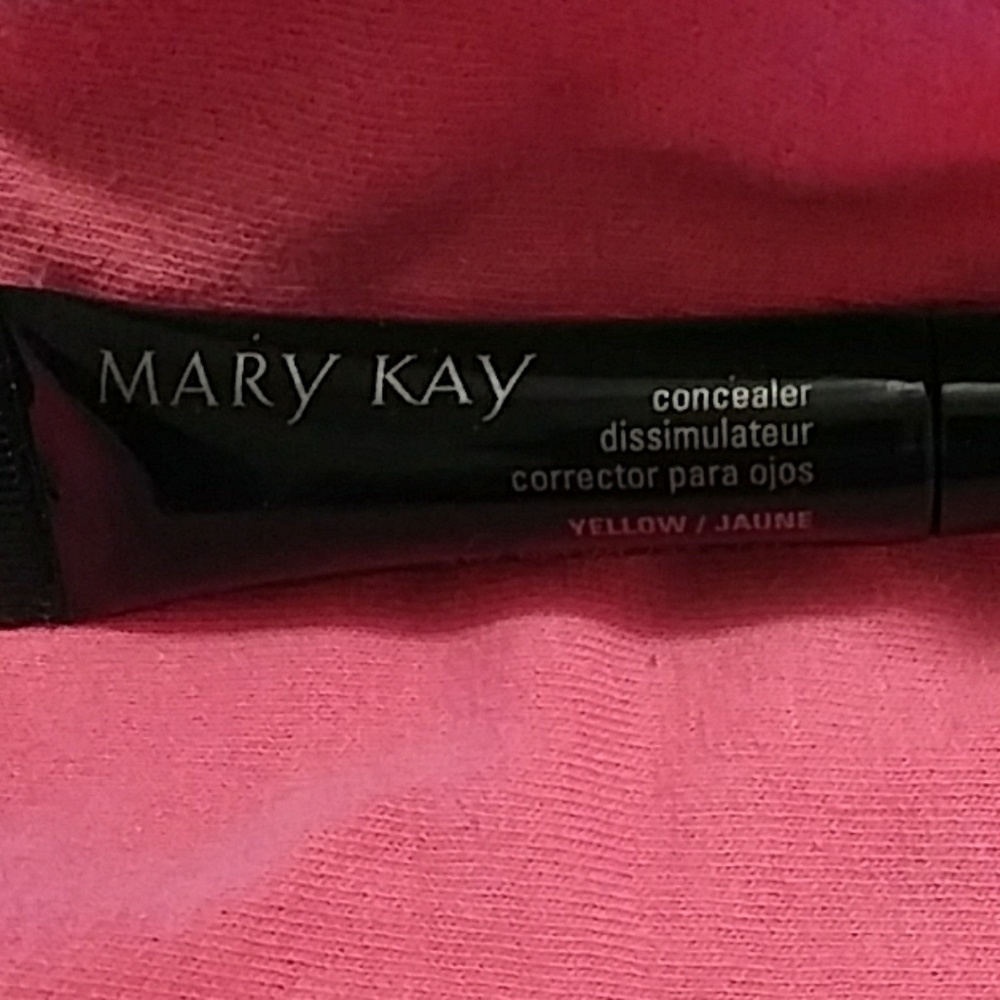 MARY KAY
concealer
dissimulateur
corrector para ojos
YELLOW / JAUNE